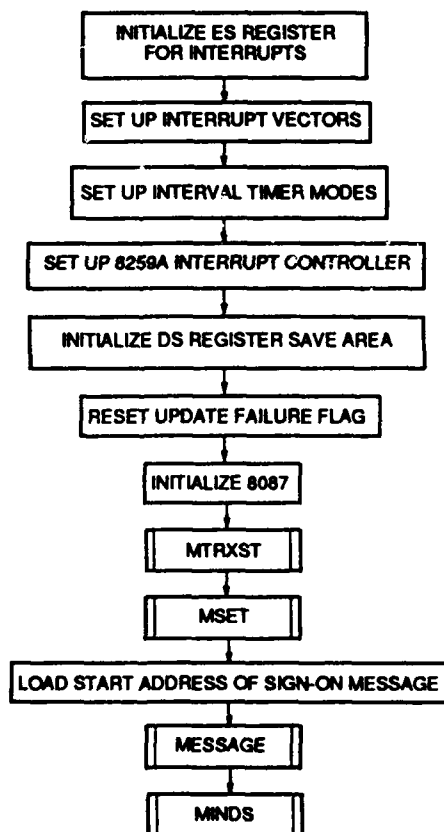 INITIALIZE ES REGISTER
FOR INTERRUPTS
SET UP INTERRUPT VECTORS
SET UP INTERVAL TIMER MODES
SET UP 8259A INTERRUPT CONTROLLER
INITIALIZE DS REGISTER SAVE AREA
RESET UPDATE FAILURE FLAG
INITIALIZE 8087
MTRXST
MSET
LOAD START ADDRESS OF SIGN-ON MESSAGE
MESSAGE
MINDS